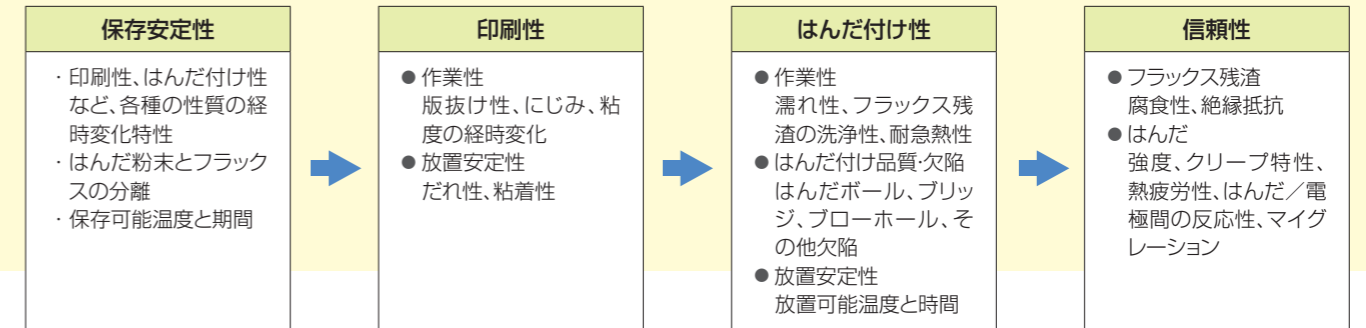 保存安定性
・印刷性、はんだ付け性
など、各種の性質の経
時変化特性
・はんだ粉末とフラック
スの分離
・保存可能温度と期間
印刷性
● 作業性
版抜け性、にじみ、粘
度の経時変化
● 放置安定性
だれ性、粘着性
はんだ付け性
● 作業性
濡れ性、フラックス残
渣の洗浄性、耐急熱性
● はんだ付け品質・欠陥
はんだボール、ブリッ
ジ、ブローホール、そ
の他欠陥
● 放置安定性
放置可能温度と時間
信頼性
● フラックス残渣
腐食性、絶縁抵抗
● はんだ
強度、クリープ特性、
熱疲労性、はんだ／電
極間の反応性、マイグ
レーション